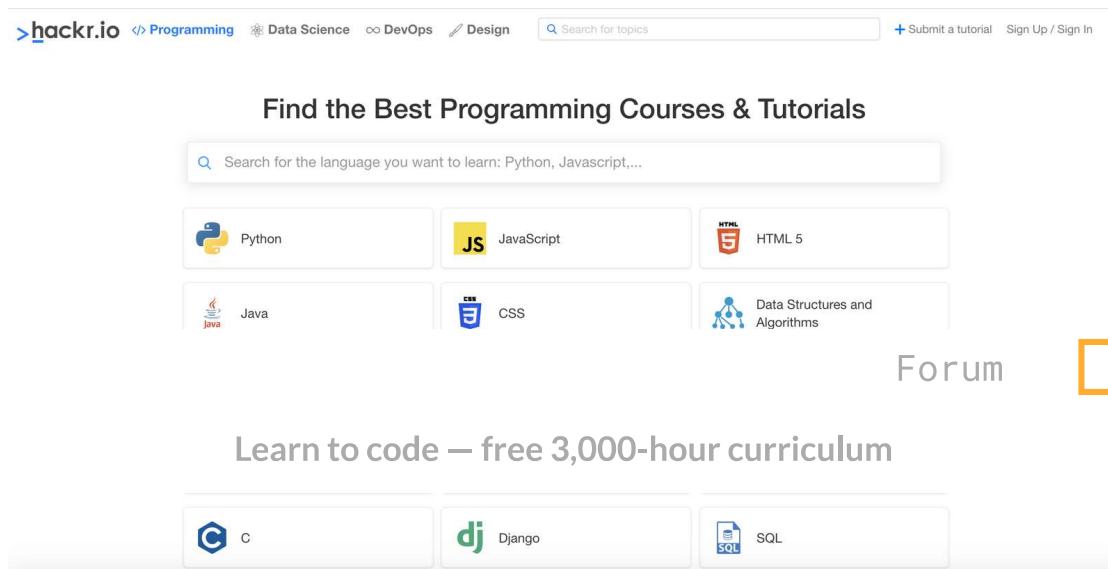 >hackr.io </> Programming Data Science DevOps Design Search for topics + Submit a tutorial Sign Up / Sign In
Find the Best Programming Courses & Tutorials
Search for the language you want to learn: Python, Javascript,...
Python JS JavaScript HTML 5 HTML 5
Java Java CSS 3 CSS Data Structures and
Algorithms
Forum
Learn to code — free 3,000-hour curriculum
C C dj Django SQL SQL